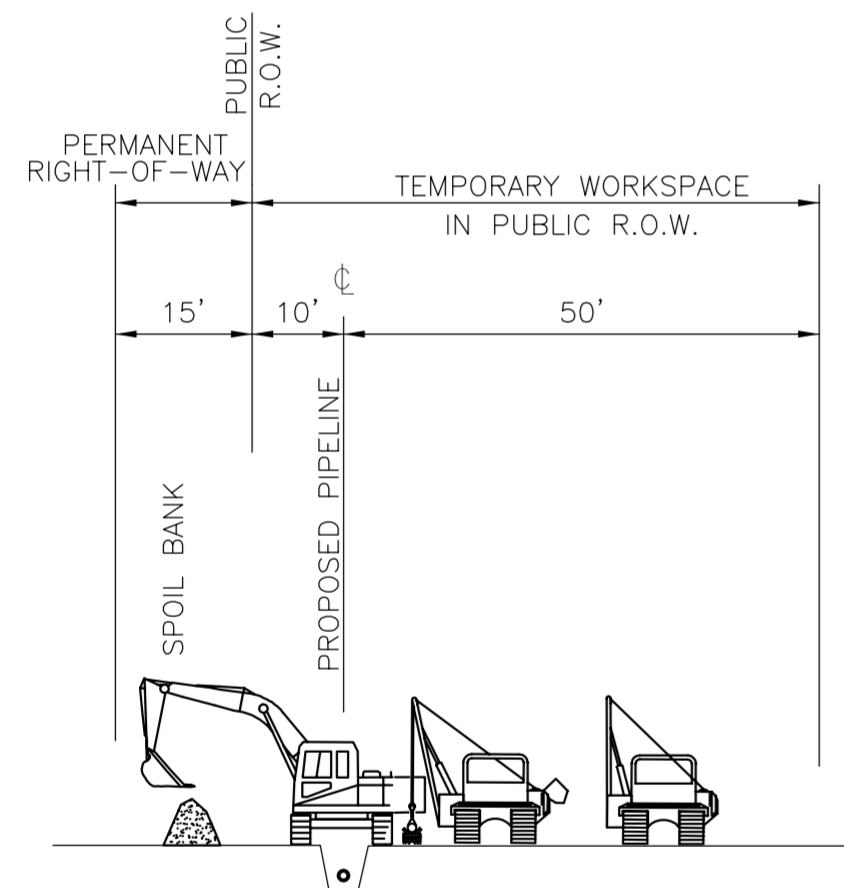 PUBLIC
R.O.W.
PERMANENT
RIGHT-OF-WAY
TEMPORARY WORKSPACE
IN PUBLIC R.O.W.
℄
15' 10' 50'
SPOIL BANK
PROPOSED PIPELINE